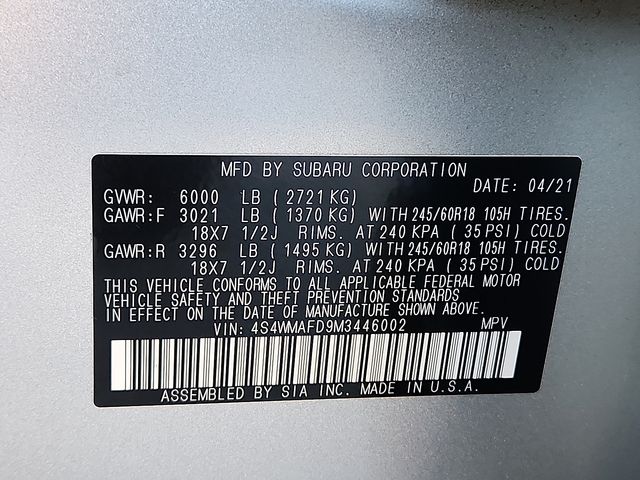 MFD BY SUBARU CORPORATION
DATE: 04/21
GVWR: 6000 LB ( 2721 KG)
GAWR:F 3021 LB ( 1370 KG) WITH 245/60R18 105H TIRES.
18X7 1/2J RIMS. AT 240 KPA ( 35 PSI) COLD
GAWR:R 3296 LB ( 1495 KG) WITH 245/60R18 105H TIRES.
18X7 1/2J RIMS. AT 240 KPA ( 35 PSI) COLD
THIS VEHICLE CONFORMS TO ALL APPLICABLE FEDERAL MOTOR
VEHICLE SAFETY AND THEFT PREVENTION STANDARDS
IN EFFECT ON THE DATE OF MANUFACTURE SHOWN ABOVE.
VIN: 4S4WMAFD9M3446002 MPV
ASSEMBLED BY SIA INC. MADE IN U.S.A.